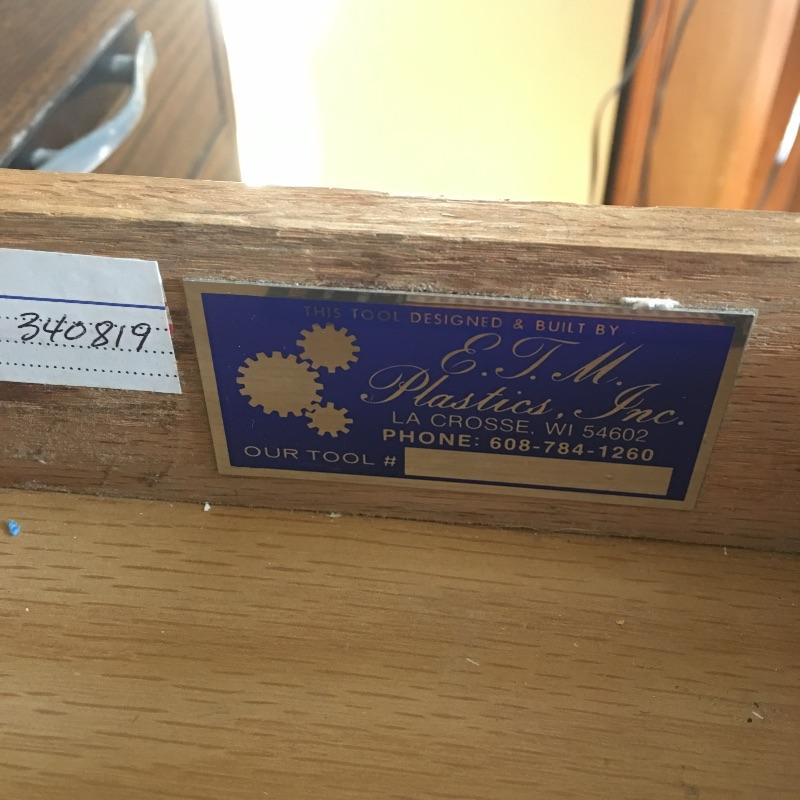 340819
THIS TOOL DESIGNED & BUILT BY
E.T.M.
Plastics, Inc.
LA CROSSE, WI 54602
PHONE: 608-784-1260
OUR TOOL #